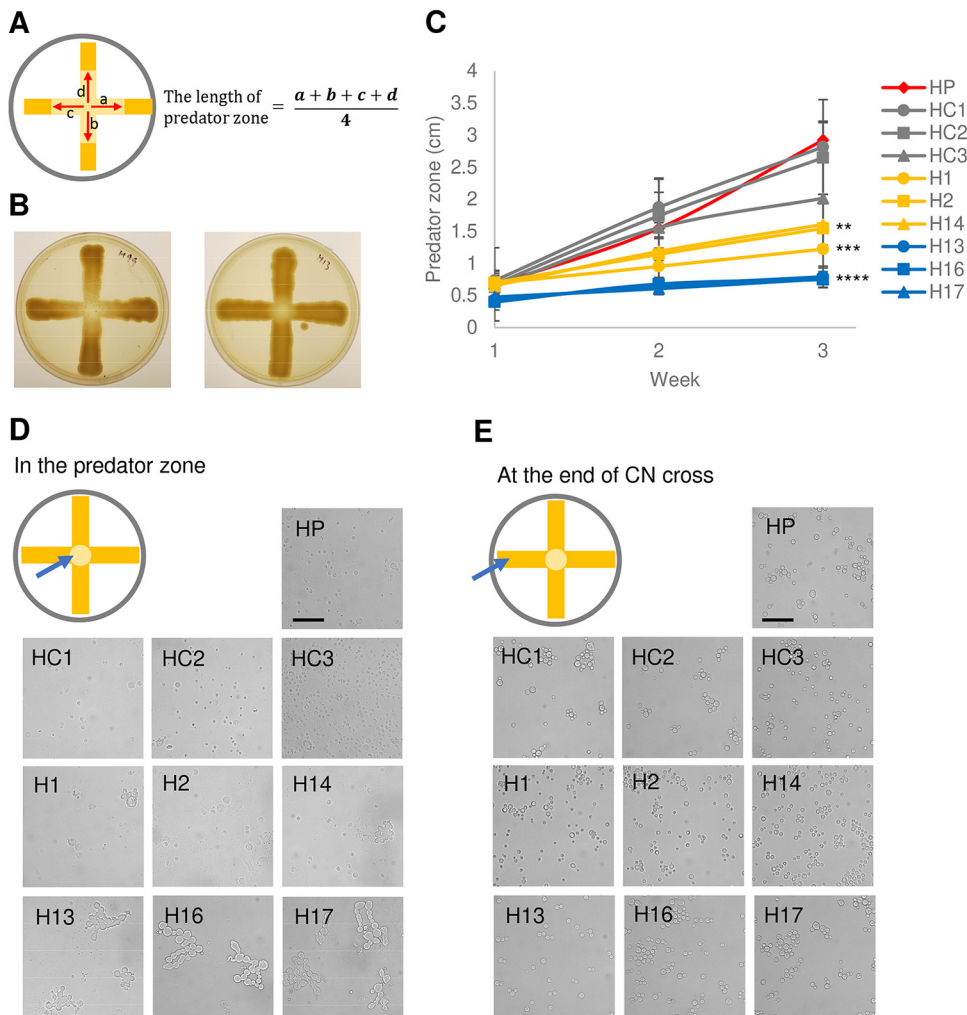 A
d
a
c
b
The length of
predator zone
=
a + b + c + d
4
B
H13
C
Predator zone (cm)
4
3.5
3
2.5
2
1.5
1
0.5
0
1
2
3
Week
**
***
****
HP
HC1
HC2
HC3
H1
H2
H14
H13
H16
H17
D
In the predator zone
HP
HC1
HC2
HC3
H1
H2
H14
H13
H16
H17
E
At the end of CN cross
HP
HC1
HC2
HC3
H1
H2
H14
H13
H16
H17